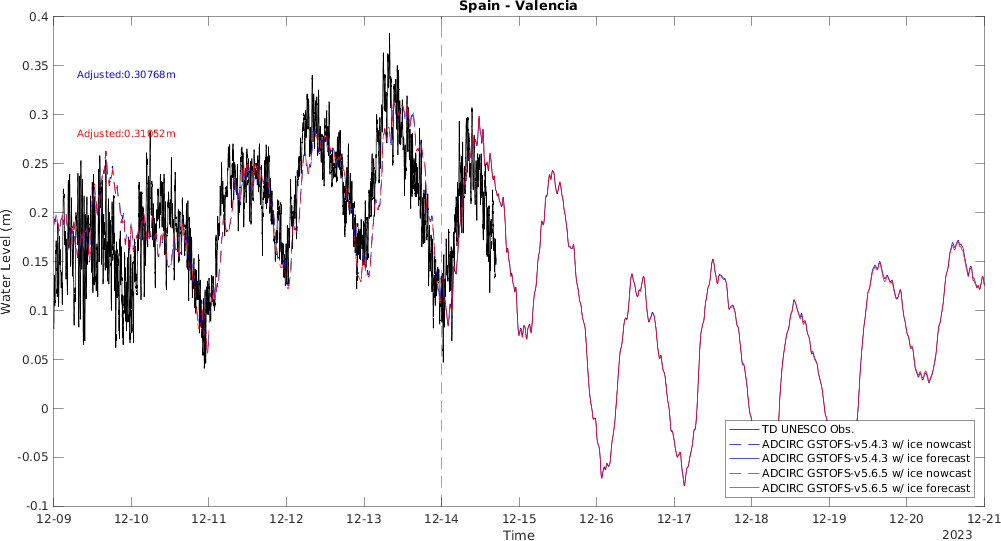 Spain - Valencia
0.4
0.35
0.3
0.25
0.2
0.15
0.1
0.05
0
-0.05
-0.1
Water Level (m)
Adjusted:0.30768m
Adjusted:0.31052m
TD UNESCO Obs.
ADCIRC GSTOFS-v5.4.3 w/ ice nowcast
ADCIRC GSTOFS-v5.4.3 w/ ice forecast
ADCIRC GSTOFS-v5.6.5 w/ ice nowcast
ADCIRC GSTOFS-v5.6.5 w/ ice forecast
12-09 12-10 12-11 12-12 12-13 12-14 12-15 12-16 12-17 12-18 12-19 12-20 12-21
Time
2023